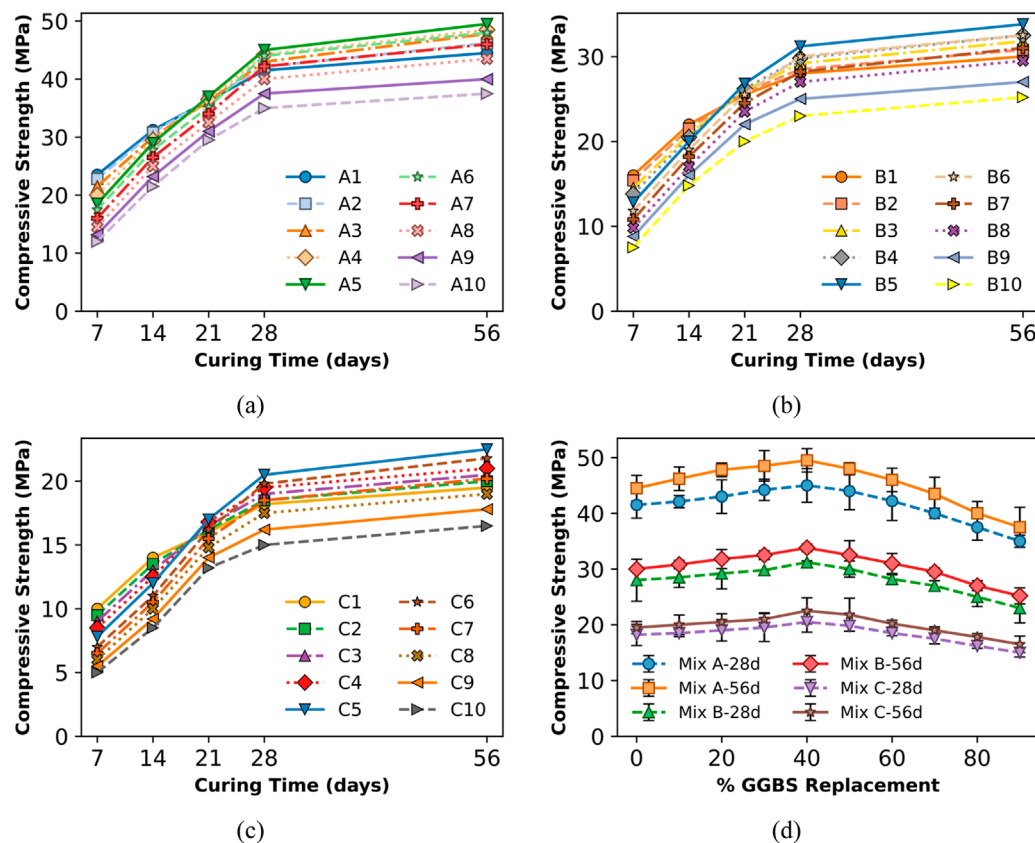 Compressive Strength (MPa)
50
40
30
20
10
0
A1 A6
A2 A7
A3 A8
A4 A9
A5 A10
7 14 21 28 56
Curing Time (days)
(a)
Compressive Strength (MPa)
30
20
10
0
B1 B6
B2 B7
B3 B8
B4 B9
B5 B10
7 14 21 28 56
Curing Time (days)
(b)
Compressive Strength (MPa)
20
15
10
5
0
C1 C6
C2 C7
C3 C8
C4 C9
C5 C10
7 14 21 28 56
Curing Time (days)
(c)
Compressive Strength (MPa)
50
40
30
20
10
0
Mix A-28d Mix B-56d
Mix A-56d Mix C-28d
Mix B-28d Mix C-56d
0 20 40 60 80
% GGBS Replacement
(d)